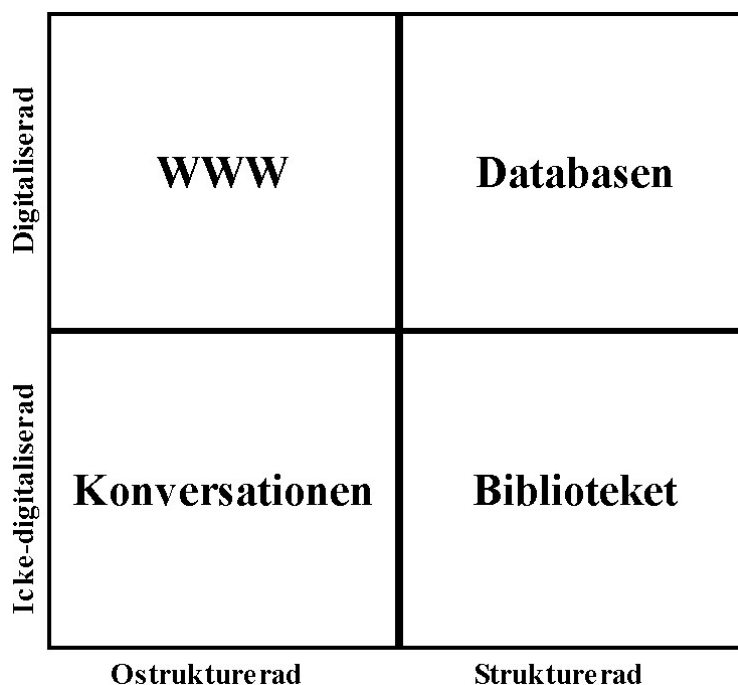 Digitaliserad
WWW
Databasen
Icke-digitaliserad
Konversationen
Biblioteket
Ostrukturerad
Strukturerad